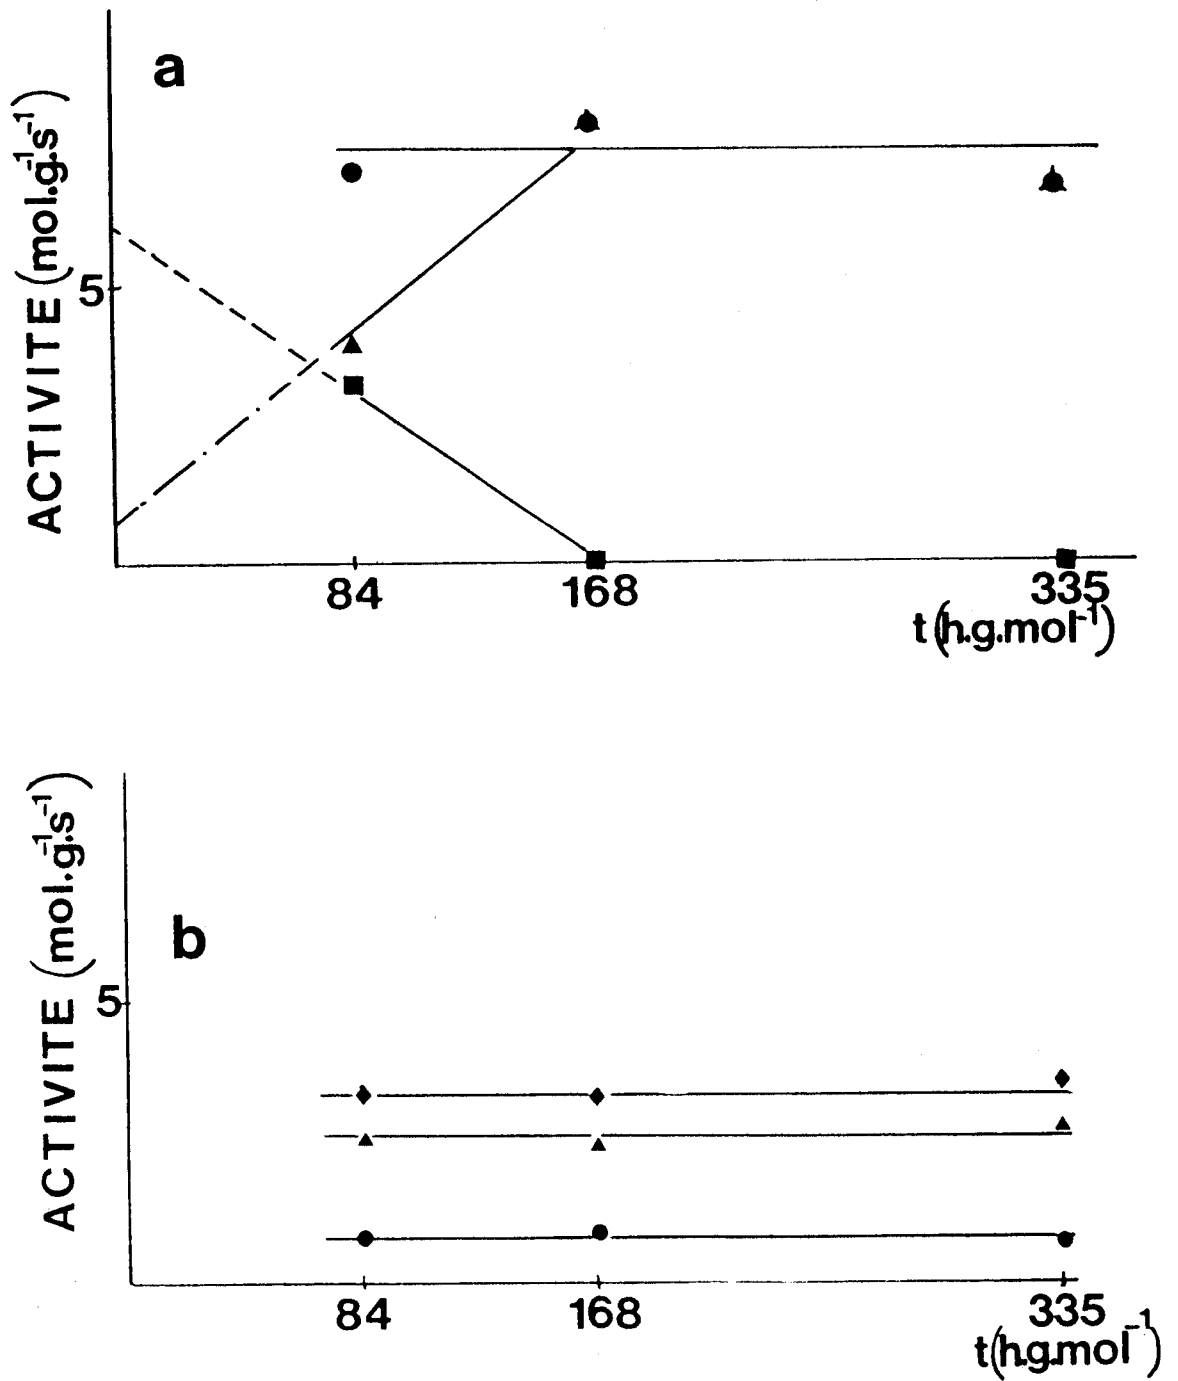 a
ACTIVITE (mol.g⁻¹.s⁻¹)
5
84 168 335
t (h.g.mol⁻¹)
b
ACTIVITE (mol.g⁻¹.s⁻¹)
5
84 168 335
t (h.g.mol⁻¹)